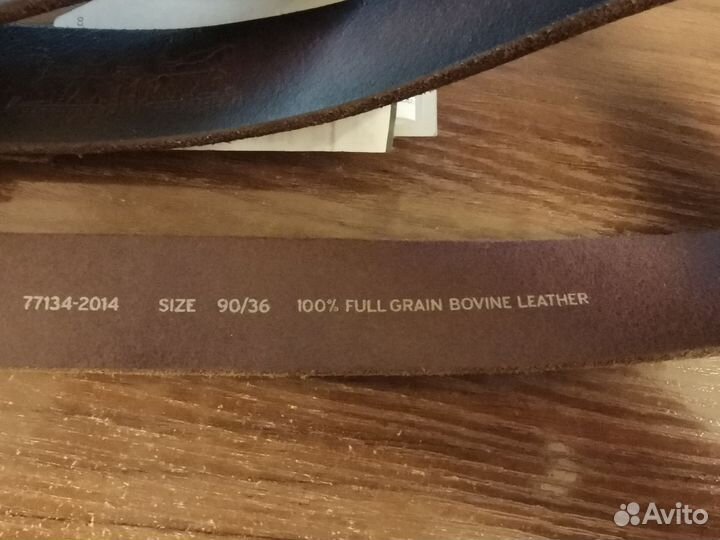 77134-2014 SIZE 90/36 100% FULL GRAIN BOVINE LEATHER
Avito